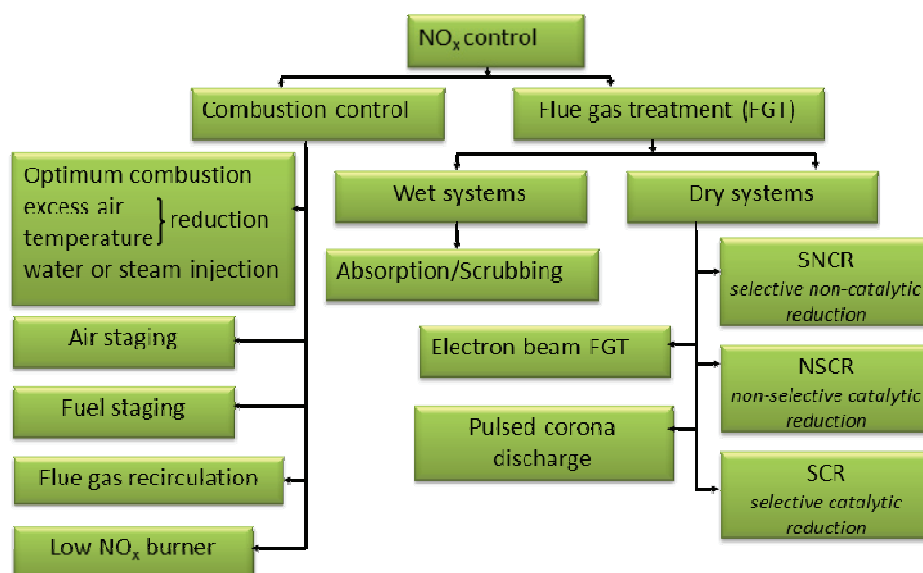 NOx control
Combustion control
Flue gas treatment (FGT)
Optimum combustion
excess air
temperature
} reduction
water or steam injection
Air staging
Fuel staging
Flue gas recirculation
Low NOx burner
Wet systems
Absorption/Scrubbing
Dry systems
Electron beam FGT
Pulsed corona
discharge
SNCR
selective non-catalytic
reduction
NSCR
non-selective catalytic
reduction
SCR
selective catalytic
reduction